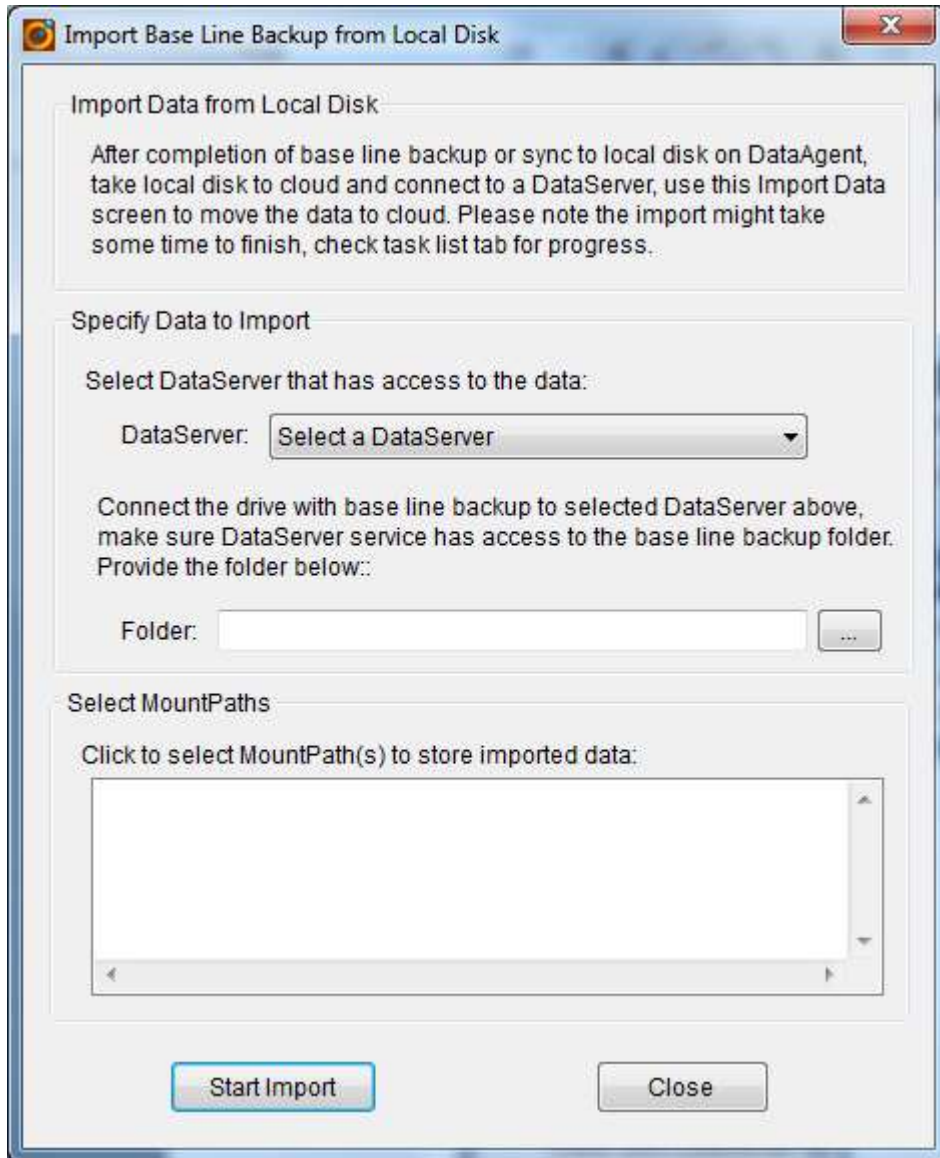 Import Base Line Backup from Local Disk
Import Data from Local Disk
After completion of base line backup or sync to local disk on DataAgent,
take local disk to cloud and connect to a DataServer, use this Import Data
screen to move the data to cloud. Please note the import might take
some time to finish, check task list tab for progress.
Specify Data to Import
Select DataServer that has access to the data:
DataServer: Select a DataServer
Connect the drive with base line backup to selected DataServer above,
make sure DataServer service has access to the base line backup folder.
Provide the folder below::
Folder: ...
Select MountPaths
Click to select MountPath(s) to store imported data:
Start Import Close